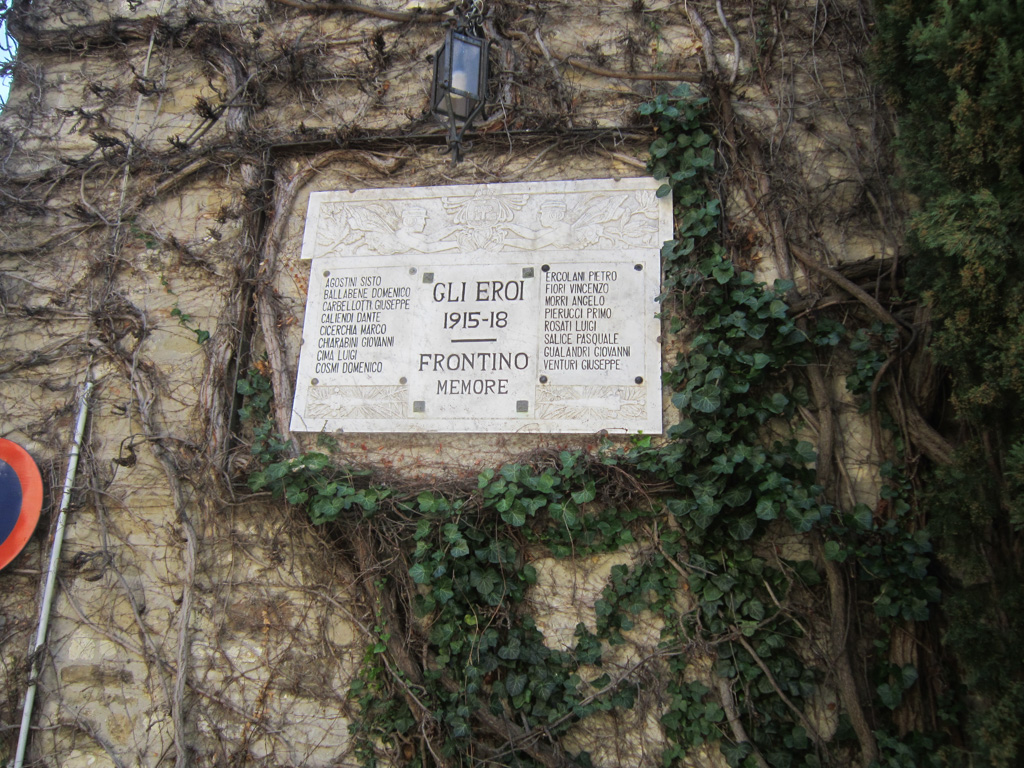 AGOSTINI SISTO
BALLABENE DOMENICO
CARBELLOTTI GIUSEPPE
CALIENDI DANTE
CICERCHIA MARCO
CHIARABINI GIOVANNI
CIMA LUIGI
COSMI DOMENICO
GLI EROI
1915-18
FRONTINO
MEMORE
ERCOLANI PIETRO
FIORI VINCENZO
MORRI ANGELO
PIERUCCI PRIMO
ROSATI LUIGI
SALICE PASQUALE
GUALANDRI GIOVANNI
VENTURI GIUSEPPE